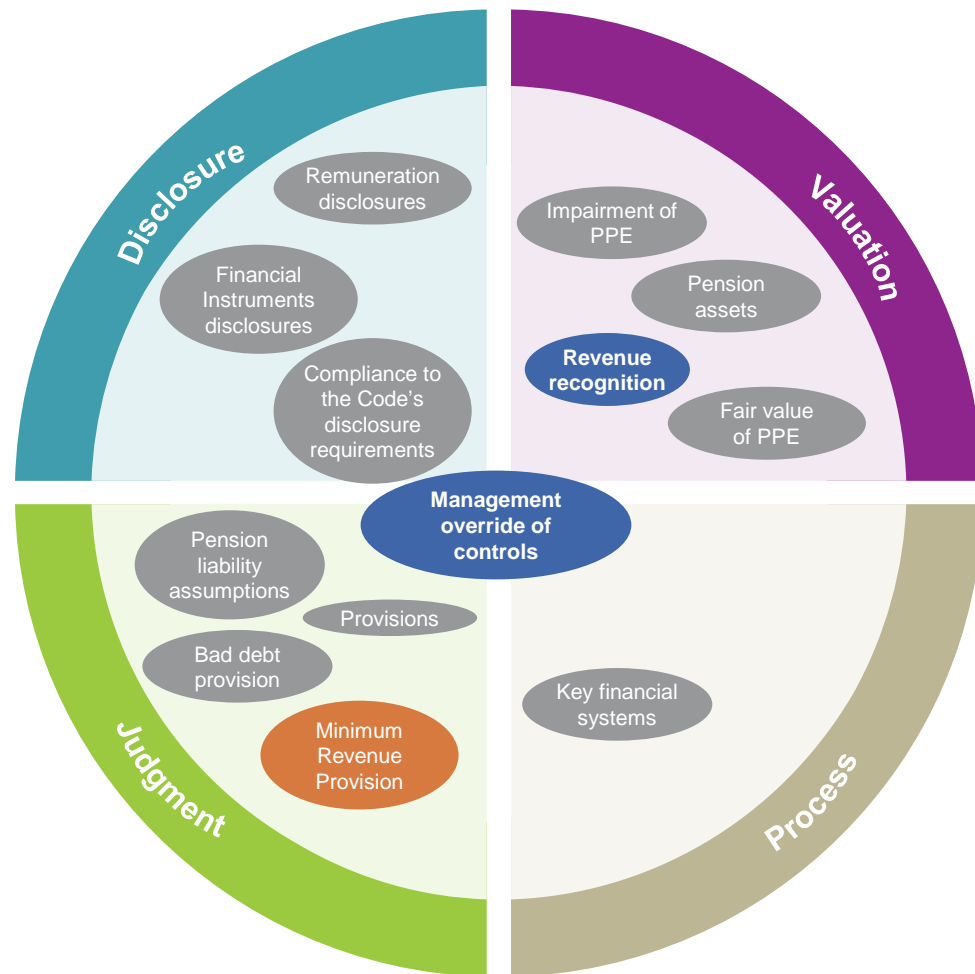 Disclosure
Remuneration
disclosures
Financial
Instruments
disclosures
Compliance to
the Code's
disclosure
requirements
Valuation
Impairment of
PPE
Pension
assets
Revenue
recognition
Fair value
of PPE
Management
override of
controls
Judgment
Pension
liability
assumptions
Provisions
Bad debt
provision
Minimum
Revenue
Provision
Process
Key financial
systems